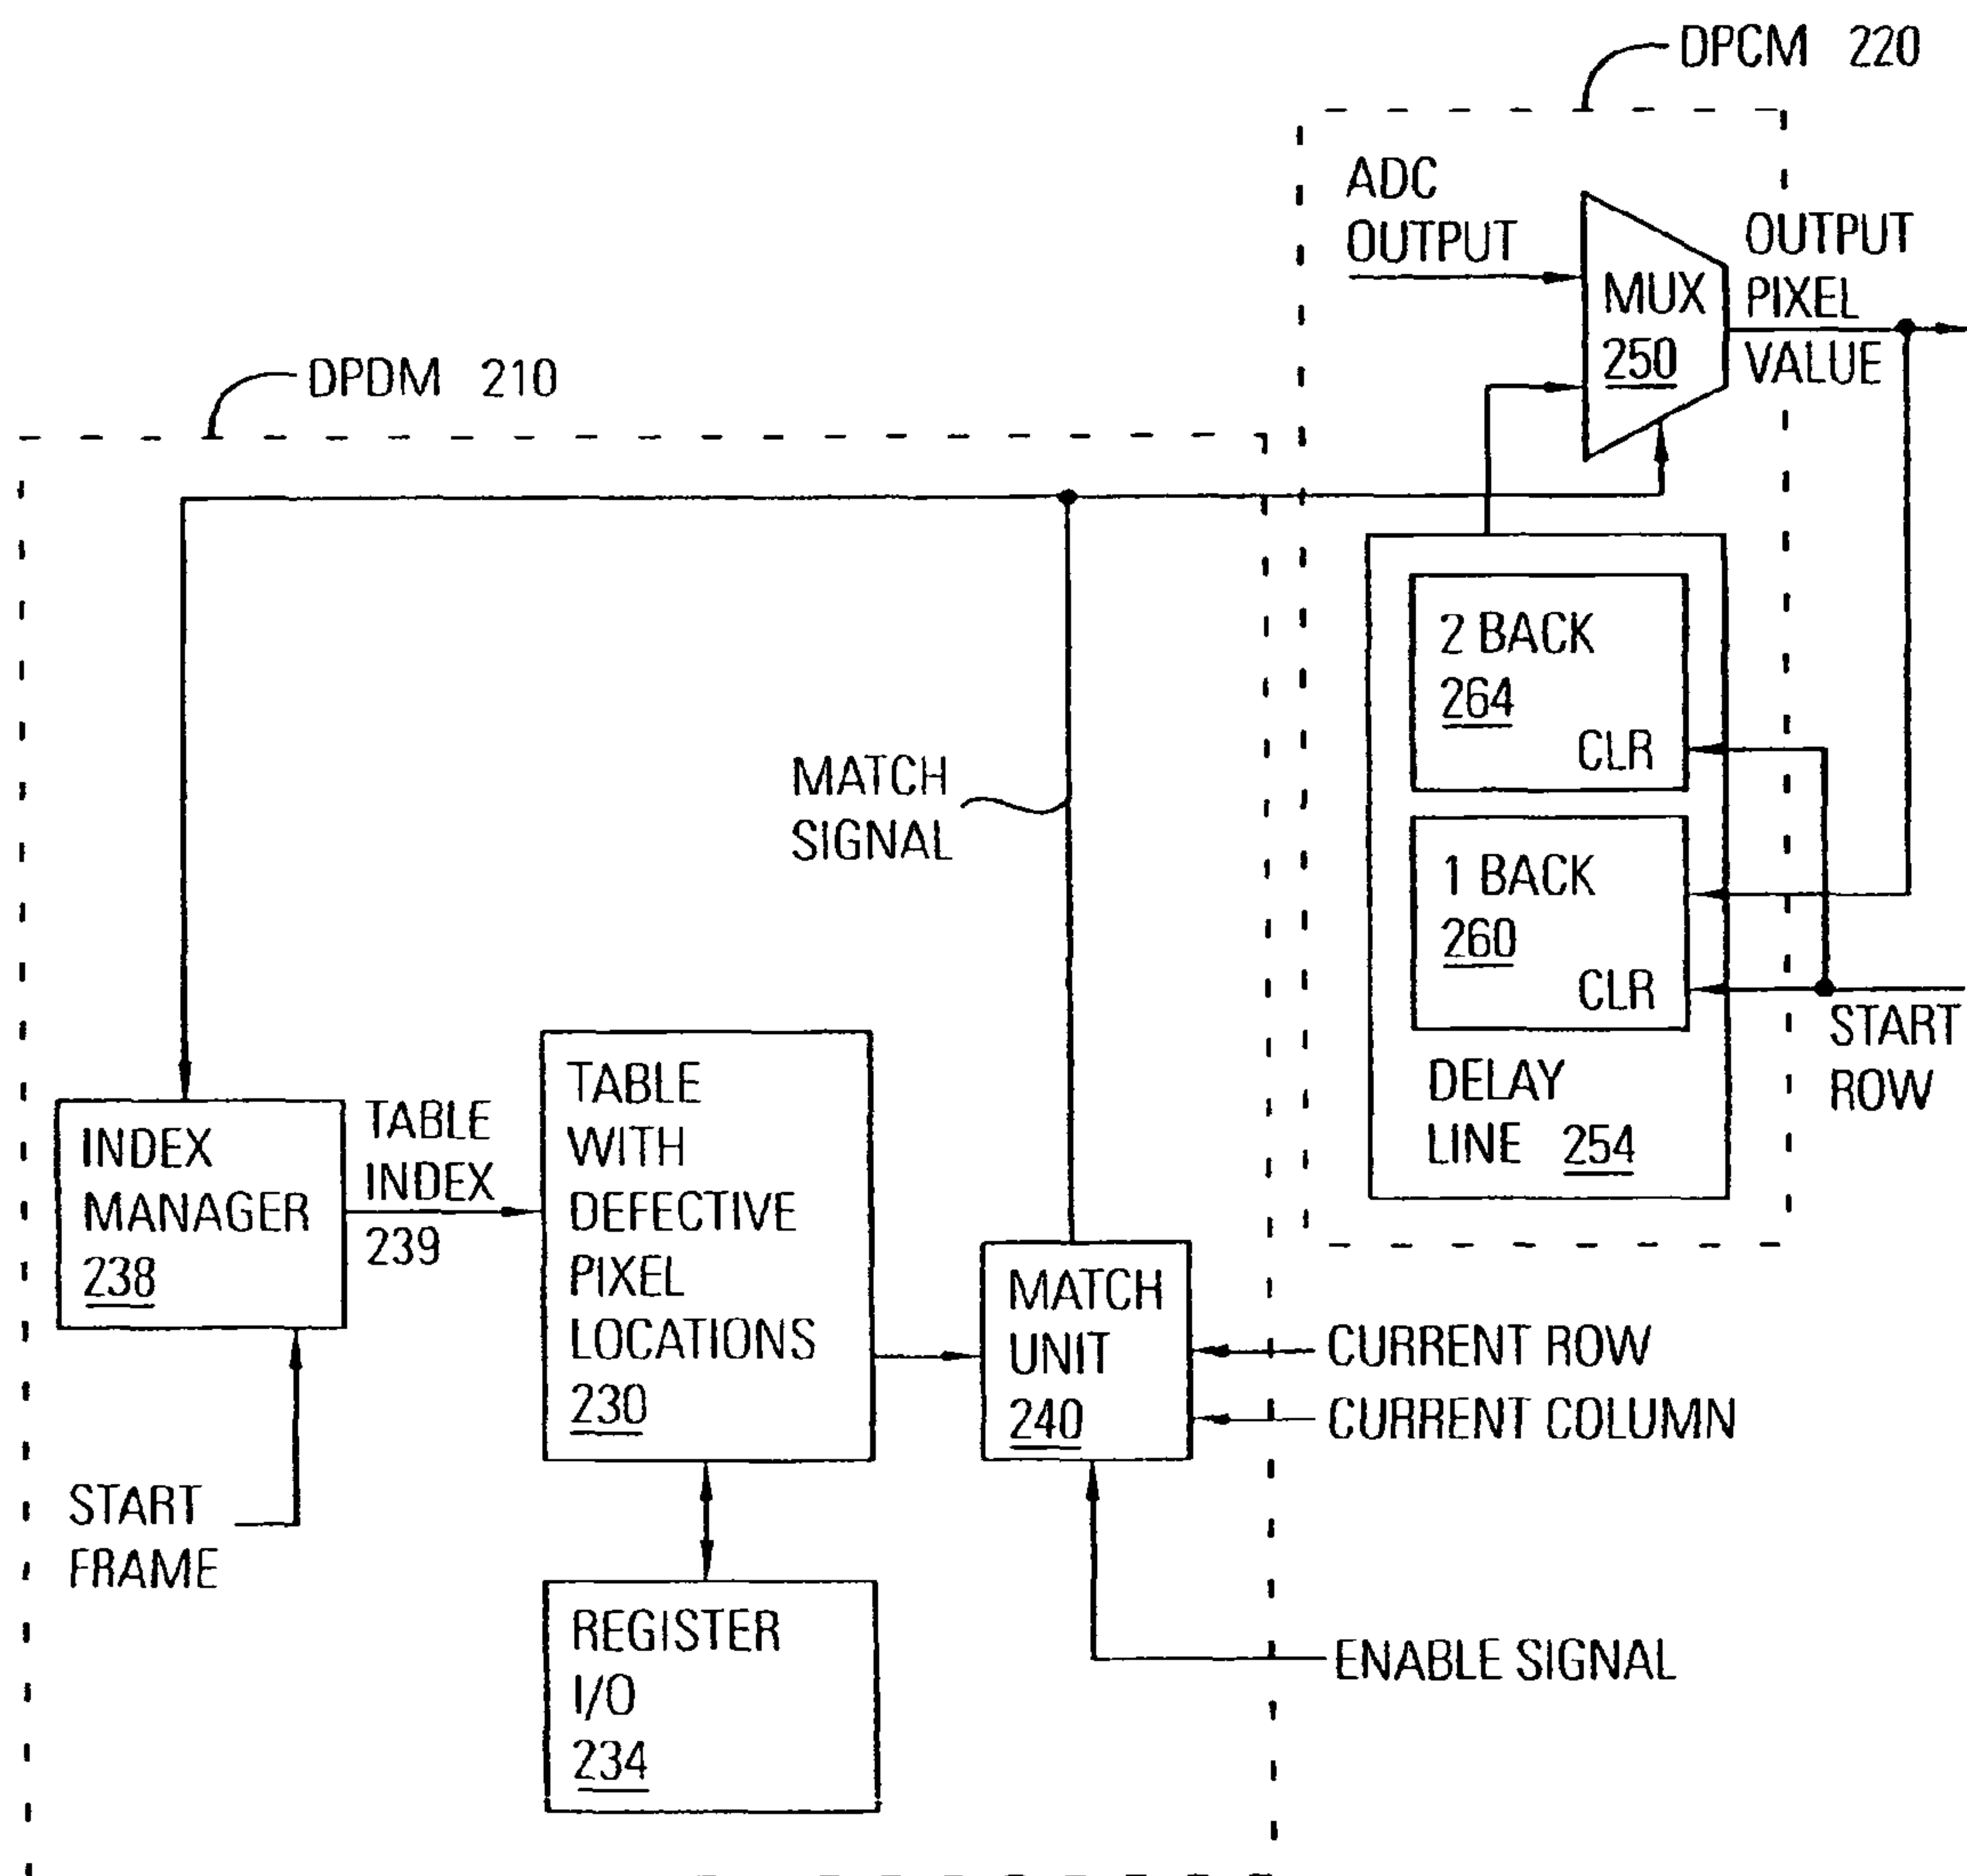 DPCM 220
ADC
OUTPUT
MUX
250
OUTPUT
PIXEL
VALUE
DPDM 210
2 BACK
264
CLR
MATCH
SIGNAL
1 BACK
260
CLR
START
ROW
DELAY
LINE 254
INDEX
MANAGER
238
TABLE
INDEX
239
TABLE
WITH
DEFECTIVE
PIXEL
LOCATIONS
230
MATCH
UNIT
240
CURRENT ROW
CURRENT COLUMN
START
FRAME
REGISTER
I/O
234
ENABLE SIGNAL